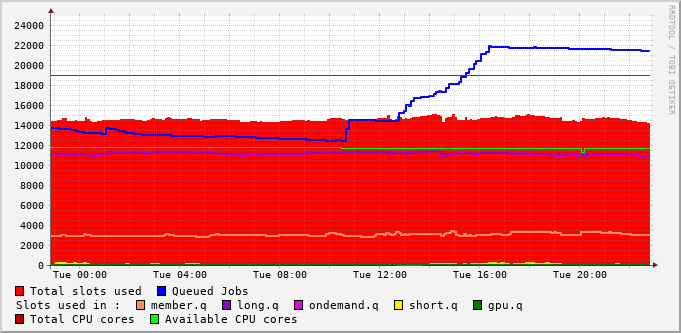 RRDTOOL / TOBI OETIKER
24000
22000
20000
18000
16000
14000
12000
10000
8000
6000
4000
2000
0
Tue 00:00 Tue 04:00 Tue 08:00 Tue 12:00 Tue 16:00 Tue 20:00
Total slots used Queued Jobs
Slots used in : member.q long.q ondemand.q short.q gpu.q
Total CPU cores Available CPU cores